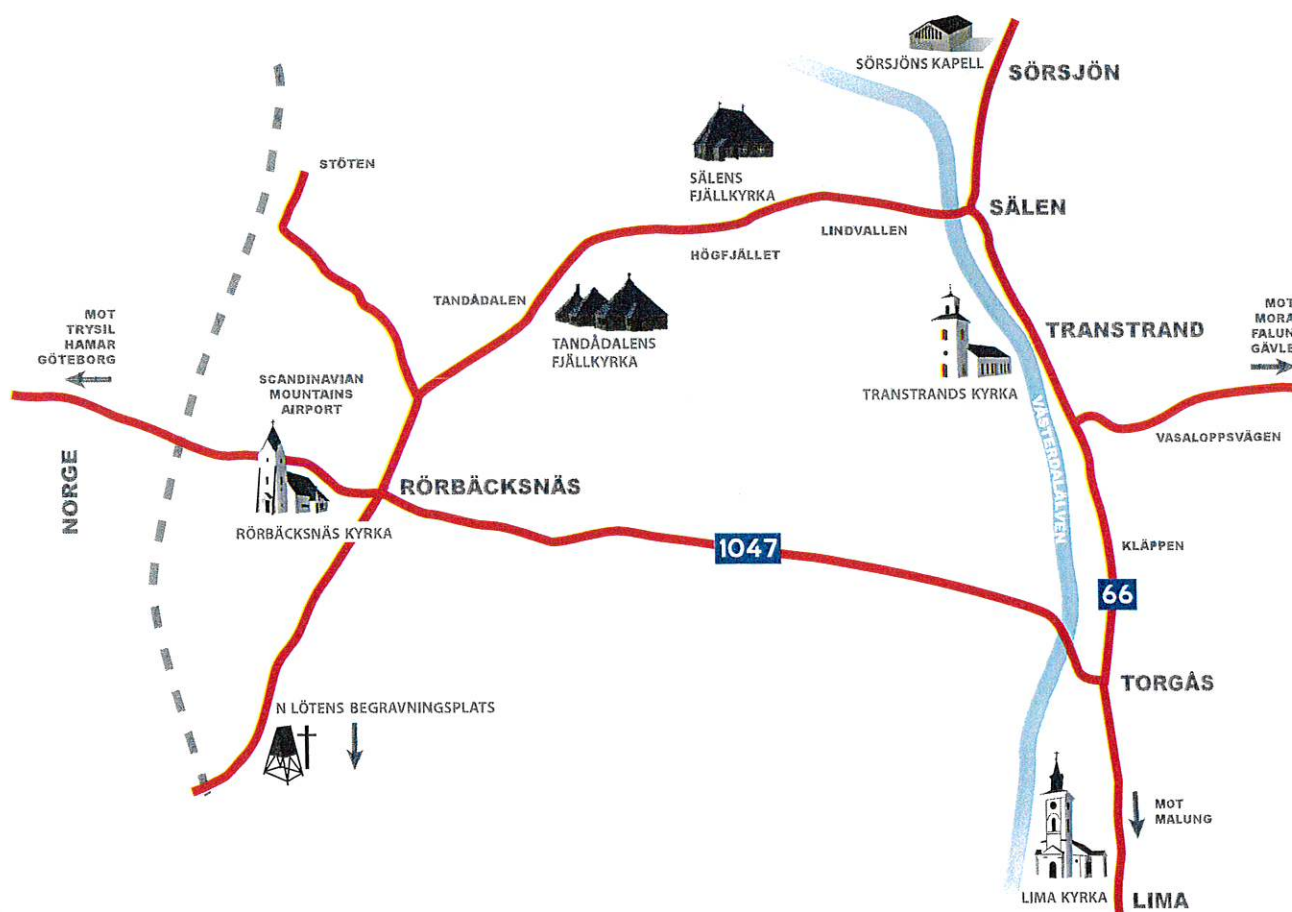 SÖRSJÖNS KAPELL
SÖRSJÖN
STÖTEN
SÄLENS
FJÄLLKYRKA
SÄLEN
LINDVALLEN
HÖGFJÄLLET
TANDÅDALEN
TANDÅDALENS
FJÄLLKYRKA
MOT
TRYSIL
HAMAR
GÖTEBORG
TRANSTRAND
MOT
MORA
FALUN
GÄVLE
SCANDINAVIAN
MOUNTAINS
AIRPORT
TRANSTRANDS KYRKA
VÄSTERDALÄLVEN
VASALOPPSVÄGEN
NORGE
RÖRBÄCKSNÄS
RÖRBÄCKSNÄS KYRKA
1047
KLÄPPEN
66
TORGÅS
N LÖTENS BEGRAVNINGSPLATS
MOT
MALUNG
LIMA KYRKA
LIMA